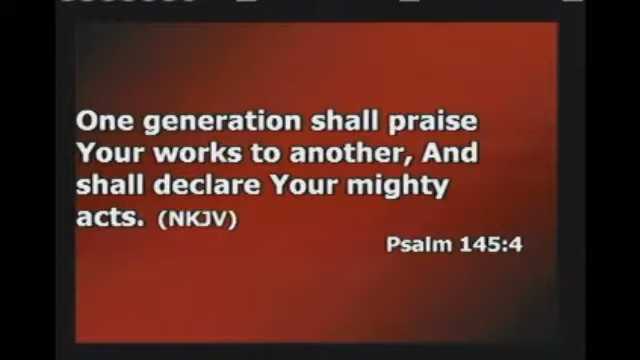 One generation shall praise
Your works to another, And
shall declare Your mighty
acts. (NKJV)
Psalm 145:4